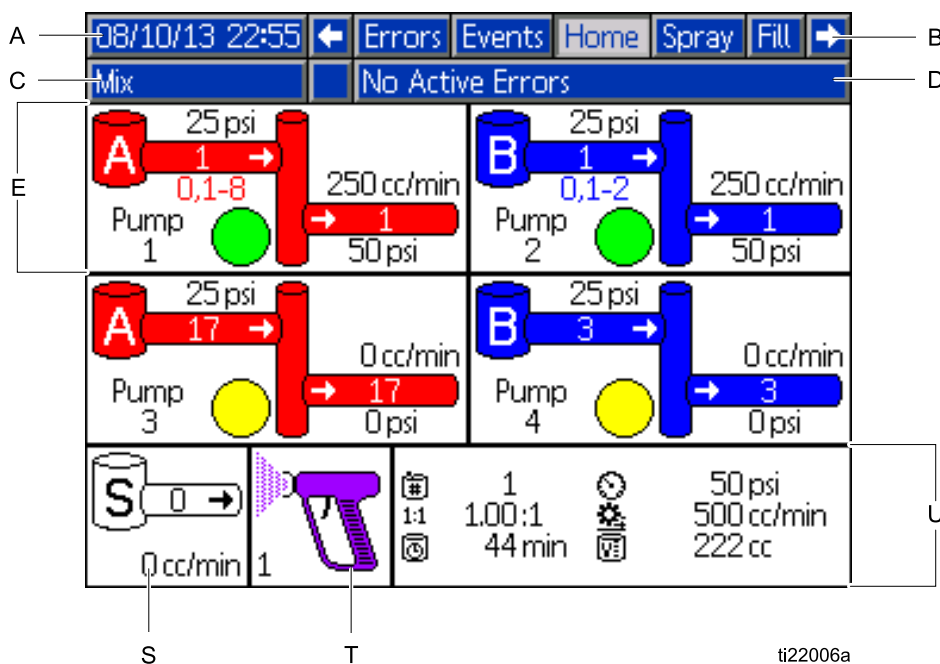 A
08/10/13 22:55 Errors Events Home Spray Fill
B
C
Mix No Active Errors
D
E
25 psi
A 1
0,1-8
Pump
1
250 cc/min
1
50 psi
25 psi
B 1
0,1-2
Pump
2
250 cc/min
1
50 psi
25 psi
A 17
Pump
3
0 cc/min
17
0 psi
25 psi
B 3
Pump
4
0 cc/min
3
0 psi
S 0
0 cc/min
1
# 1 50 psi
1:1 1.00:1 500 cc/min
44 min 222 cc
U
S
T
ti22006a